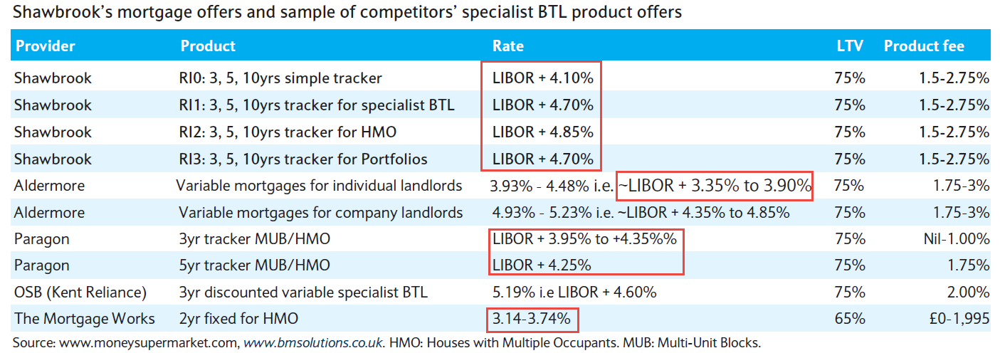 Shawbrook's mortgage offers and sample of competitors' specialist BTL product offers
Provider Product Rate LTV Product fee
Shawbrook RI0: 3, 5, 10yrs simple tracker LIBOR + 4.10% 75% 1.5-2.75%
Shawbrook RI1: 3, 5, 10yrs tracker for specialist BTL LIBOR + 4.70% 75% 1.5-2.75%
Shawbrook RI2: 3, 5, 10yrs tracker for HMO LIBOR + 4.85% 75% 1.5-2.75%
Shawbrook RI3: 3, 5, 10yrs tracker for Portfolios LIBOR + 4.70% 75% 1.5-2.75%
Aldermore Variable mortgages for individual landlords 3.93% - 4.48% i.e. ~LIBOR + 3.35% to 3.90% 75% 1.75-3%
Aldermore Variable mortgages for company landlords 4.93% - 5.23% i.e. ~LIBOR + 4.35% to 4.85% 75% 1.75-3%
Paragon 3yr tracker MUB/HMO LIBOR + 3.95% to +4.35%% 75% Nil-1.00%
Paragon 5yr tracker MUB/HMO LIBOR + 4.25% 75% 1.75%
OSB (Kent Reliance) 3yr discounted variable specialist BTL 5.19% i.e LIBOR + 4.60% 75% 2.00%
The Mortgage Works 2yr fixed for HMO 3.14-3.74% 65% £0-1,995
Source: www.moneysupermarket.com, www.bmsolutions.co.uk. HMO: Houses with Multiple Occupants. MUB: Multi-Unit Blocks.